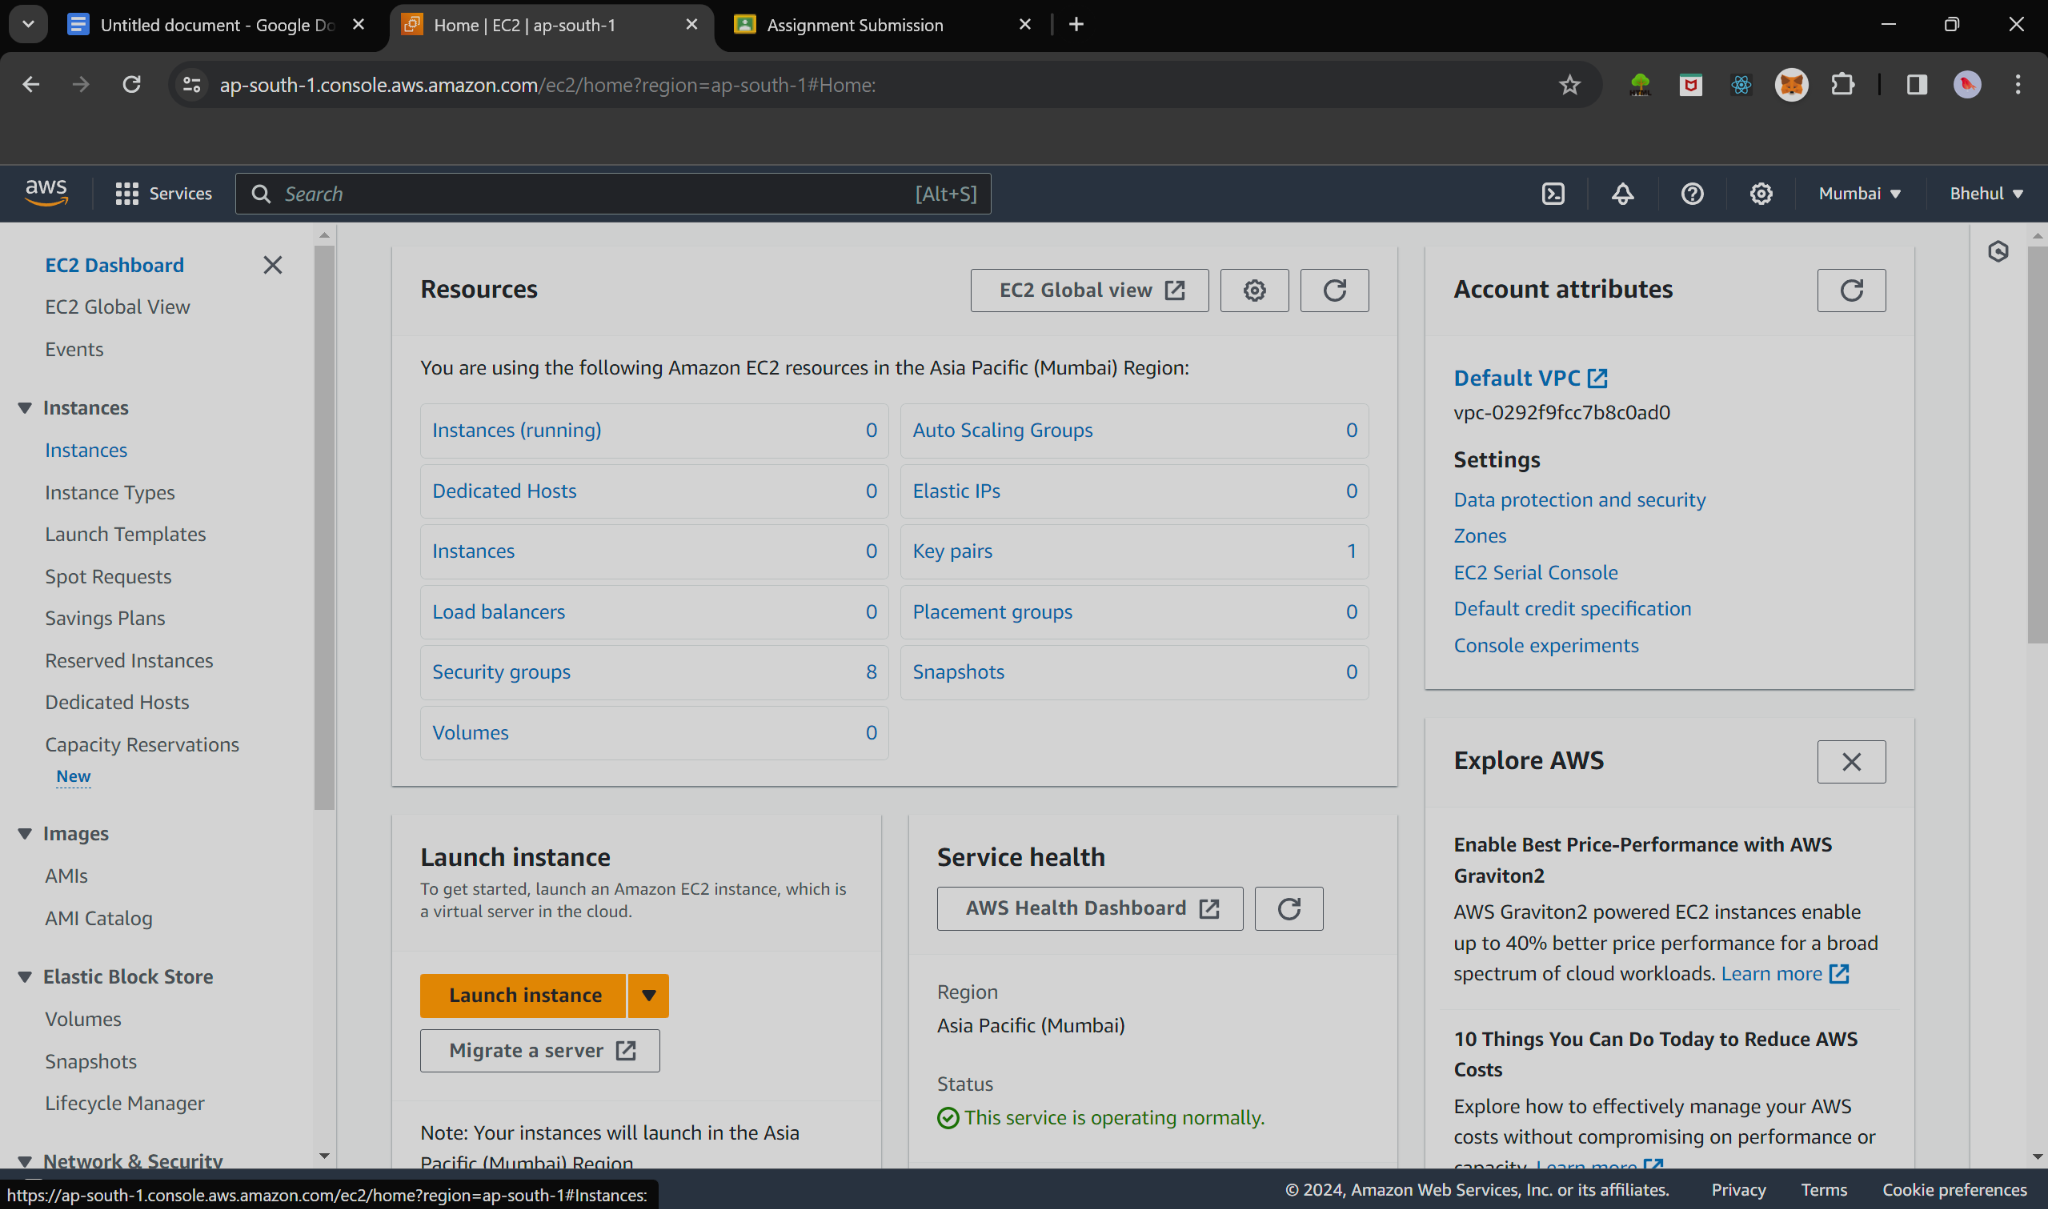 Untitled document - Google Do
Home | EC2 | ap-south-1
Assignment Submission
ap-south-1.console.aws.amazon.com/ec2/home?region=ap-south-1#Home:
aws
Services
Search
[Alt+S]
Mumbai
Bhehul
EC2 Dashboard
EC2 Global View
Events
Instances
Instances
Instance Types
Launch Templates
Spot Requests
Savings Plans
Reserved Instances
Dedicated Hosts
Capacity Reservations
New
Images
AMIs
AMI Catalog
Elastic Block Store
Volumes
Snapshots
Lifecycle Manager
Network & Security
Resources
EC2 Global view
You are using the following Amazon EC2 resources in the Asia Pacific (Mumbai) Region:
Instances (running) 0
Auto Scaling Groups 0
Dedicated Hosts 0
Elastic IPs 0
Instances 0
Key pairs 1
Load balancers 0
Placement groups 0
Security groups 8
Snapshots 0
Volumes 0
Launch instance
To get started, launch an Amazon EC2 instance, which is
a virtual server in the cloud.
Launch instance
Migrate a server
Note: Your instances will launch in the Asia
Pacific (Mumbai) Region
Service health
AWS Health Dashboard
Region
Asia Pacific (Mumbai)
Status
This service is operating normally.
Account attributes
Default VPC
vpc-0292f9fcc7b8c0ad0
Settings
Data protection and security
Zones
EC2 Serial Console
Default credit specification
Console experiments
Explore AWS
Enable Best Price-Performance with AWS
Graviton2
AWS Graviton2 powered EC2 instances enable
up to 40% better price performance for a broad
spectrum of cloud workloads. Learn more
10 Things You Can Do Today to Reduce AWS
Costs
Explore how to effectively manage your AWS
costs without compromising on performance or
capacity. Learn more
https://ap-south-1.console.aws.amazon.com/ec2/home?region=ap-south-1#Instances:
© 2024, Amazon Web Services, Inc. or its affiliates.
Privacy
Terms
Cookie preferences